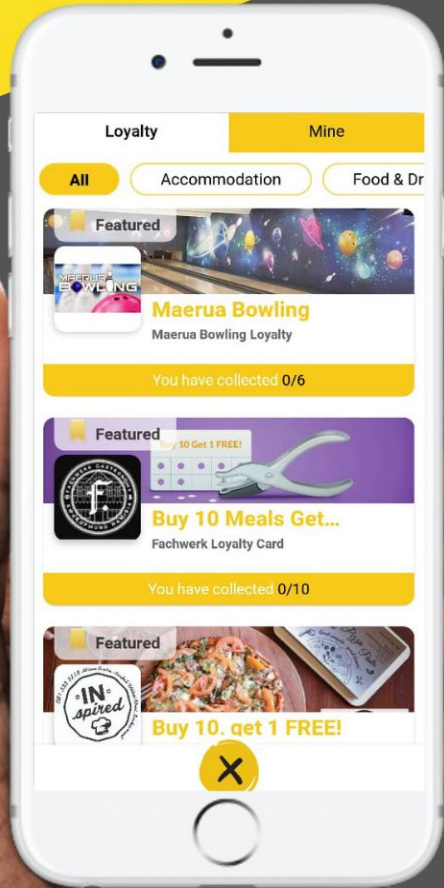 Loyalty
Mine
All
Accommodation
Food & Dr
Featured
MAERUA
BOWLING
Maerua Bowling
Maerua Bowling Loyalty
You have collected 0/6
Featured
Buy 10 Get 1 FREE!
F.
Buy 10 Meals Get...
Fachwerk Loyalty Card
You have collected 0/10
Featured
IN
spired
Buy 10, get 1 FREE!